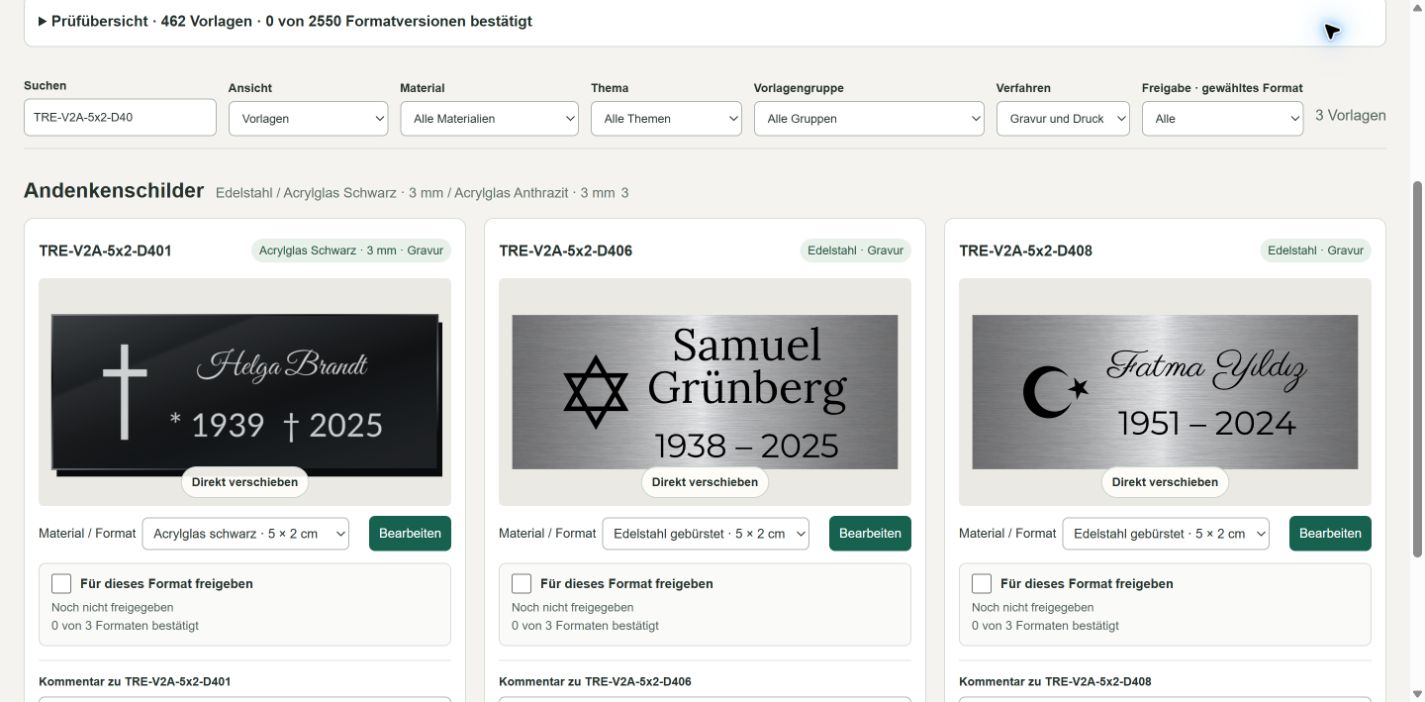 ▶ Prüfübersicht · 462 Vorlagen · 0 von 2550 Formatversionen bestätigt
Suchen
Ansicht
Material
Thema
Vorlagengruppe
Verfahren
Freigabe · gewähltes Format
TRE-V2A-5x2-D40
Vorlagen
Alle Materialien
Alle Themen
Alle Gruppen
Gravur und Druck
Alle
3 Vorlagen
Andenkenschilder Edelstahl / Acrylglas Schwarz · 3 mm / Acrylglas Anthrazit · 3 mm 3
TRE-V2A-5x2-D401
Acrylglas Schwarz · 3 mm · Gravur
Helga Brandt
* 1939 † 2025
Direkt verschieben
Material / Format
Acrylglas schwarz · 5 × 2 cm
Bearbeiten
Für dieses Format freigeben
Noch nicht freigegeben
0 von 3 Formaten bestätigt
Kommentar zu TRE-V2A-5x2-D401
TRE-V2A-5x2-D406
Edelstahl · Gravur
Samuel
Grünberg
1938 – 2025
Direkt verschieben
Material / Format
Edelstahl gebürstet · 5 × 2 cm
Bearbeiten
Für dieses Format freigeben
Noch nicht freigegeben
0 von 3 Formaten bestätigt
Kommentar zu TRE-V2A-5x2-D406
TRE-V2A-5x2-D408
Edelstahl · Gravur
Fatma Yıldız
1951 – 2024
Direkt verschieben
Material / Format
Edelstahl gebürstet · 5 × 2 cm
Bearbeiten
Für dieses Format freigeben
Noch nicht freigegeben
0 von 3 Formaten bestätigt
Kommentar zu TRE-V2A-5x2-D408